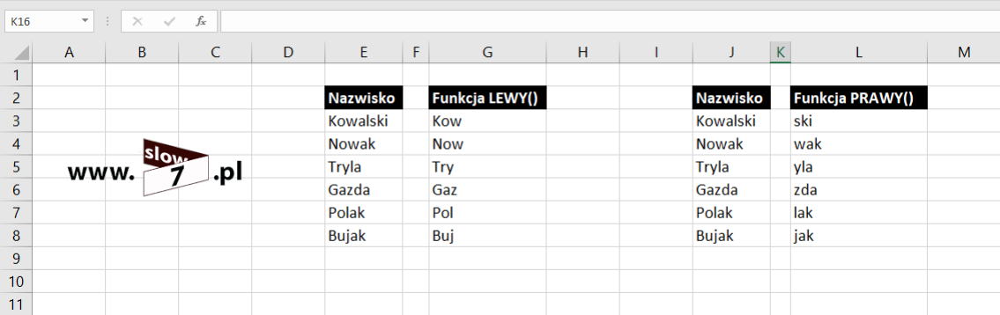 K16 fx
A B C D E F G H I J K L M
1
2 Nazwisko Funkcja LEWY() Nazwisko Funkcja PRAWY()
3 Kowalski Kow Kowalski ski
4 Nowak Now Nowak wak
5 Tryla Try Tryla yla
6 Gazda Gaz Gazda zda
7 Polak Pol Polak lak
8 Bujak Buj Bujak jak
9
10
11
www.slow7.pl